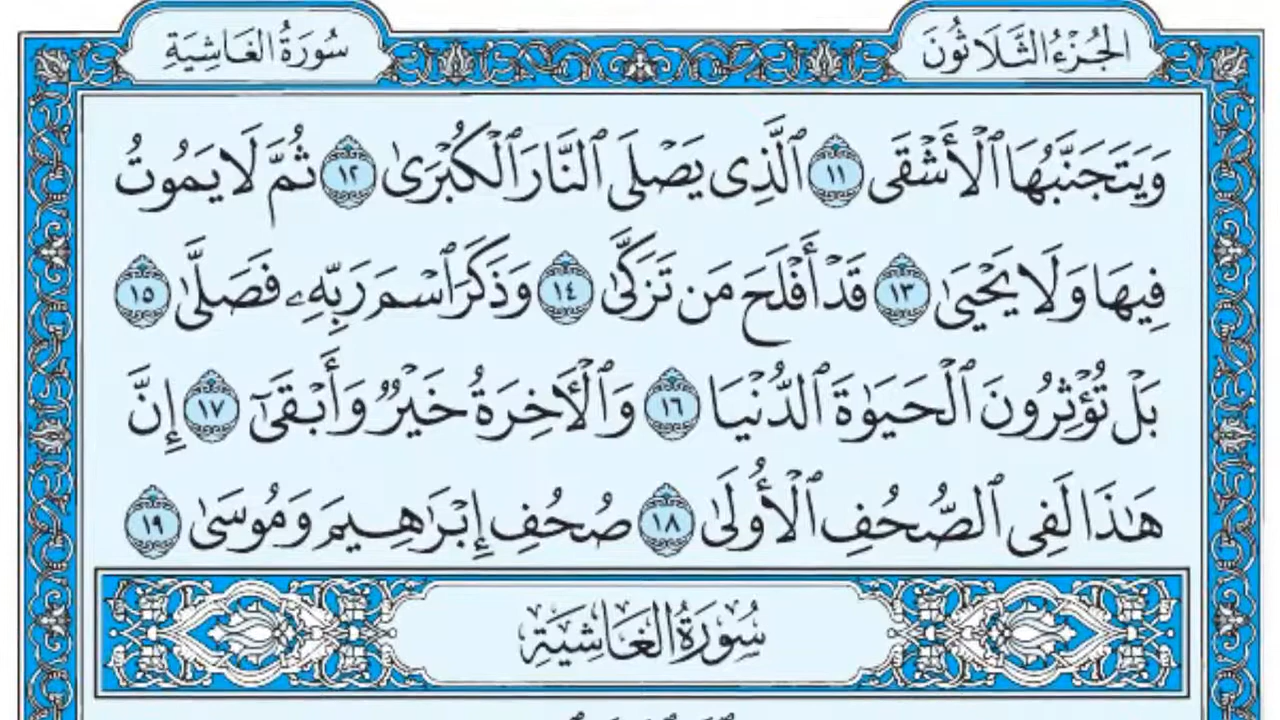 الجُزْءُ الثَّلَاثُونَ
سُورَةُ الغَاشِيَةِ
وَيَتَجَنَّبُهَا ٱلْأَشْقَى ١١ ٱلَّذِى يَصْلَى ٱلنَّارَ ٱلْكُبْرَىٰ ١٢ ثُمَّ لَا يَمُوتُ
فِيهَا وَلَا يَحْيَىٰ ١٣ قَدْ أَفْلَحَ مَن تَزَكَّىٰ ١٤ وَذَكَرَ ٱسْمَ رَبِّهِۦ فَصَلَّىٰ ١٥
بَلْ تُؤْثِرُونَ ٱلْحَيَوٰةَ ٱلدُّنْيَا ١٦ وَٱلْأَخِرَةُ خَيْرٌ وَأَبْقَىٰٓ ١٧ إِنَّ
هَٰذَا لَفِى ٱلصُّحُفِ ٱلْأُولَىٰ ١٨ صُحُفِ إِبْرَٰهِيمَ وَمُوسَىٰ ١٩
سُورَةُ الغَاشِيَةِ